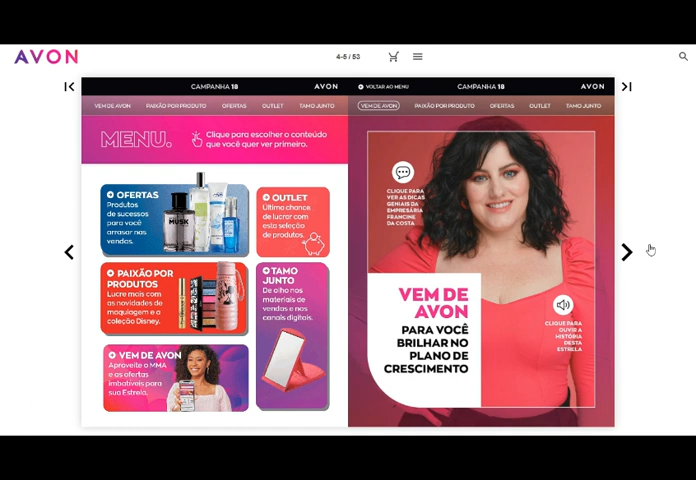 AVON
4-5 / 53
CAMPANHA 18
AVON
VEM DE AVON
PAIXÃO POR PRODUTO
OFERTAS
OUTLET
TAMO JUNTO
MENU.
Clique para escolher o conteúdo
que você quer ver primeiro.
OFERTAS
Produtos
de sucessos
para você
arrasar nas
vendas.
MUSK
OUTLET
Última chance
de lucrar com
esta seleção
de produtos.
PAIXÃO POR
PRODUTOS
Lucre mais com
as novidades de
maquiagem e a
coleção Disney.
TAMO
JUNTO
De olho nos
materiais de
vendas e nos
canais digitais.
VEM DE AVON
Aproveite o MMA
e as ofertas
imbatíveis para
sua Estrela.
VOLTAR AO MENU
CAMPANHA 18
AVON
VEM DE AVON
PAIXÃO POR PRODUTO
OFERTAS
OUTLET
TAMO JUNTO
CLIQUE PARA
VER AS DICAS
GENIAIS DA
EMPRESÁRIA
FRANCINE
DA COSTA
VEM DE
AVON
PARA VOCÊ
BRILHAR NO
PLANO DE
CRESCIMENTO
CLIQUE PARA
OUVIR A
HISTÓRIA
DESTA
ESTRELA